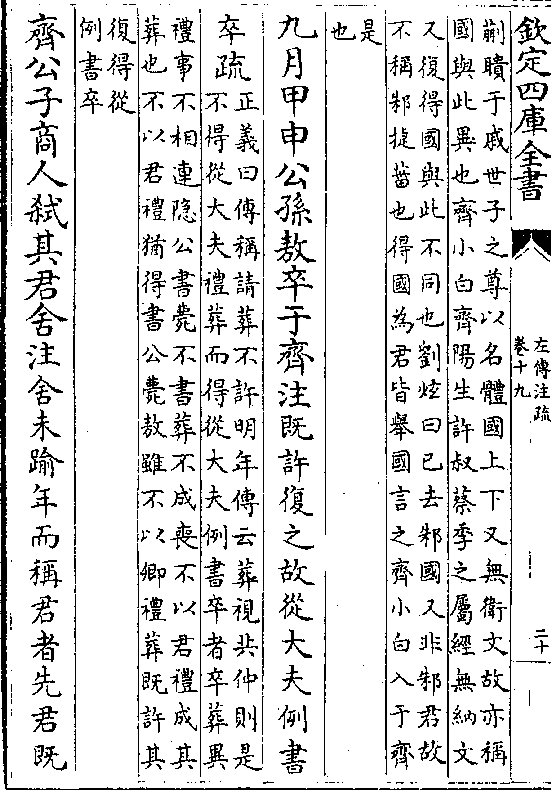 欽定四庫全書
左傳注疏
卷十九
二十
蒯聵于戚世子之尊以名體國上下又無衛文故亦稱
國與此異也齊小白齊陽生許叔蔡季之屬經無納文
又復得國與此不同也劉炫曰已去邾國又非邾君故
不稱邾捷菑也得國為君皆舉國言之齊小白入于齊
是
也
九月甲申公孫敖卒于齊注既許復之故從大夫例書
卒疏
正義曰傳稱請葬不許明年傳云葬視共仲則是
不得從大夫禮葬而得從大夫例書卒者卒葬異
禮事不相連隐公書薨不書葬不成喪不以君禮成其
葬也不以君禮猶得書公薨敖雖不以卿禮葬既許其
復得從
例書卒
齊公子商人弑其君舍注舍未踰年而稱君者先君既